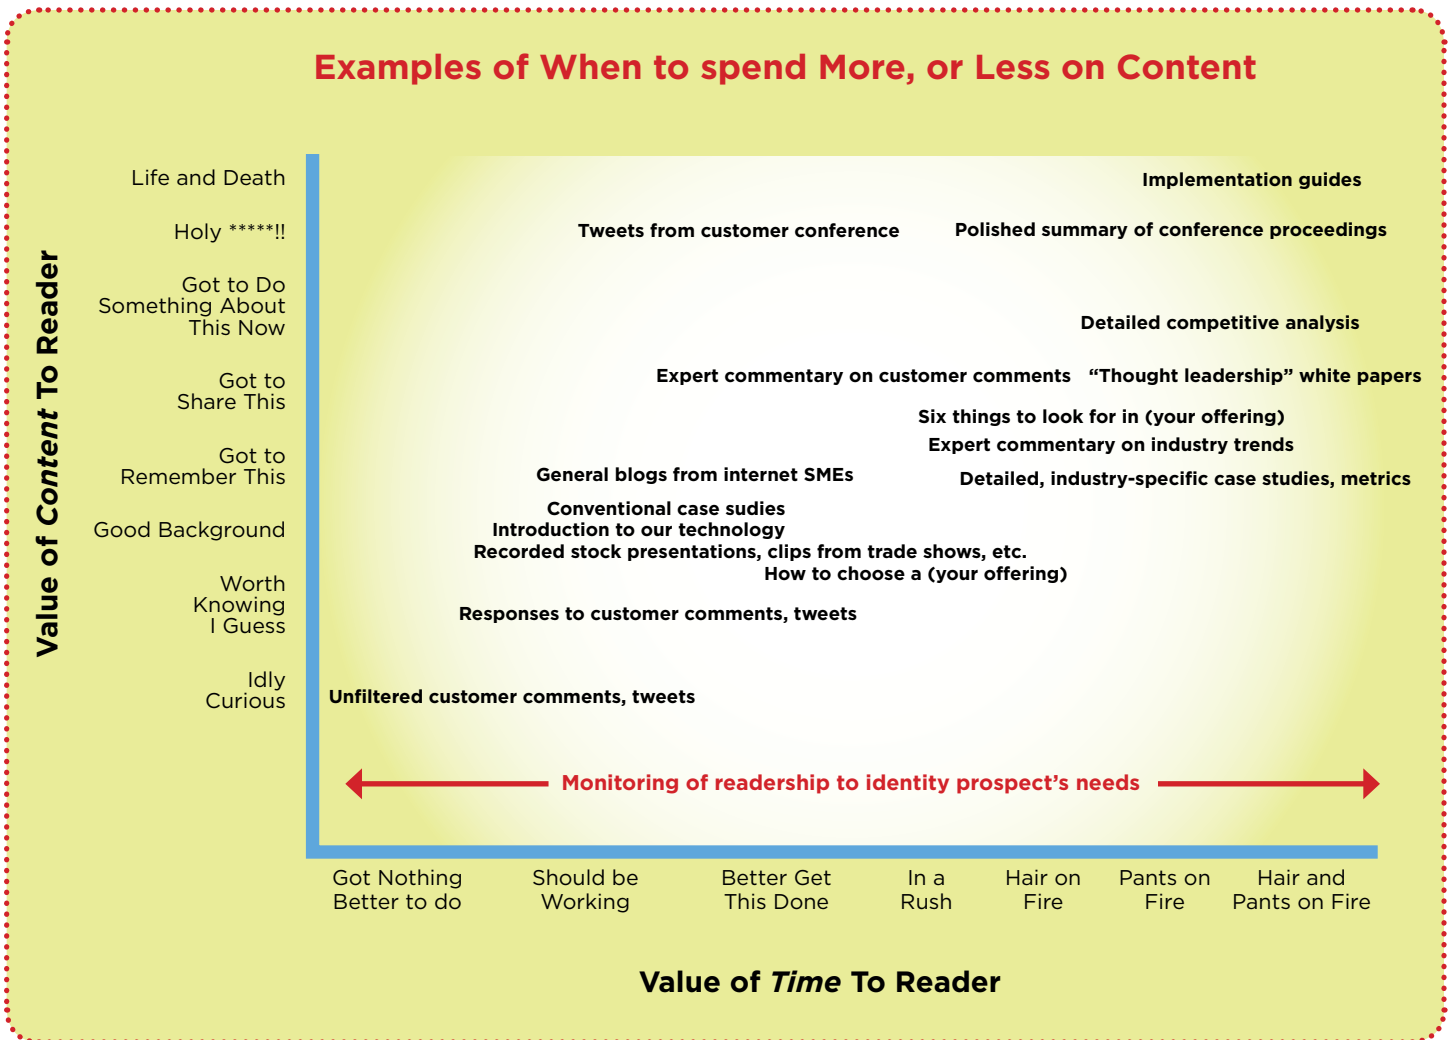 Examples of When to spend More, or Less on Content
Value of Content To Reader
Life and Death
Holy *****!!
Got to Do
Something About
This Now
Got to
Share This
Got to
Remember This
Good Background
Worth
Knowing
I Guess
Idly
Curious
Implementation guides
Tweets from customer conference
Polished summary of conference proceedings
Detailed competitive analysis
Expert commentary on customer comments
“Thought leadership” white papers
Six things to look for in (your offering)
Expert commentary on industry trends
General blogs from internet SMEs
Detailed, industry-specific case studies, metrics
Conventional case sudies
Introduction to our technology
Recorded stock presentations, clips from trade shows, etc.
How to choose a (your offering)
Responses to customer comments, tweets
Unfiltered customer comments, tweets
Monitoring of readership to identity prospect’s needs
Got Nothing
Better to do
Should be
Working
Better Get
This Done
In a
Rush
Hair on
Fire
Pants on
Fire
Hair and
Pants on Fire
Value of Time To Reader